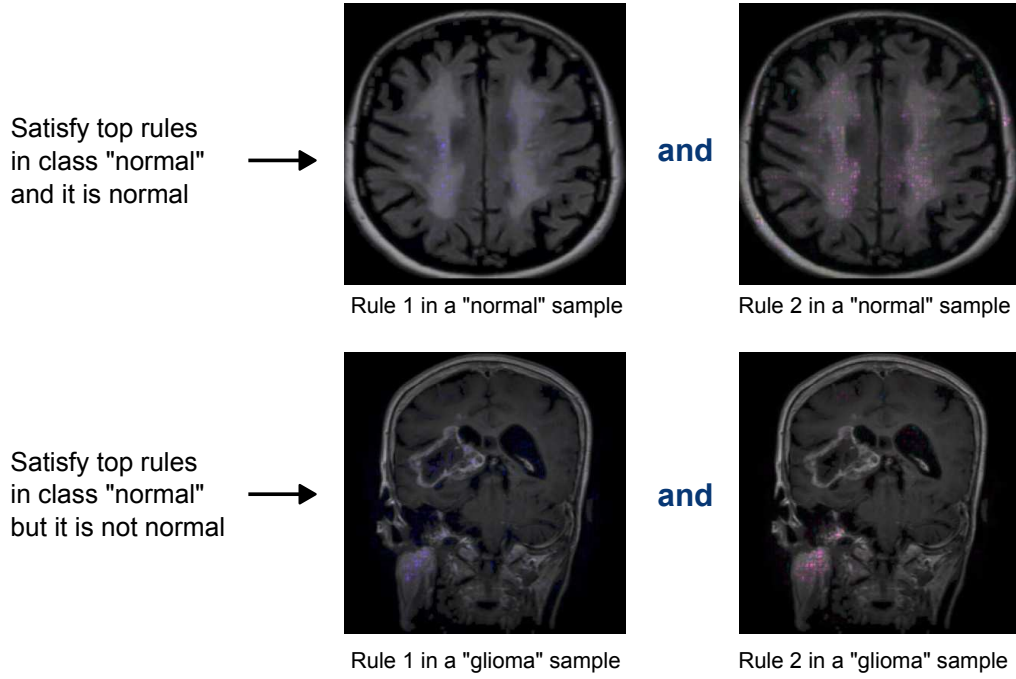 Satisfy top rules
in class "normal"
and it is normal
and
Rule 1 in a "normal" sample
Rule 2 in a "normal" sample
Satisfy top rules
in class "normal"
but it is not normal
and
Rule 1 in a "glioma" sample
Rule 2 in a "glioma" sample